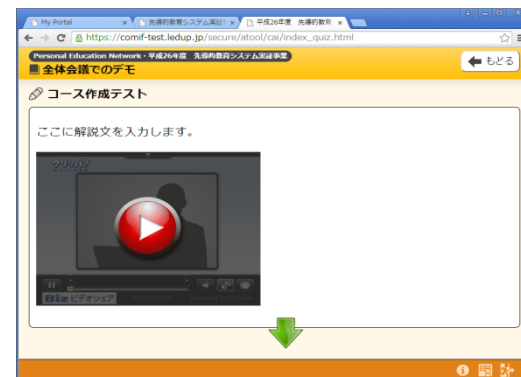 My Portal
先導的教育システム実証
平成26年度 先導的教育
https://comif-test.ledup.jp/secure/atool/cai/index_quiz.html
Personal Education Network・平成26年度 先導的教育システム実証事業
全体会議でのデモ
もどる
コース作成テスト
ここに解説文を入力します。
Biz ビデオシェア